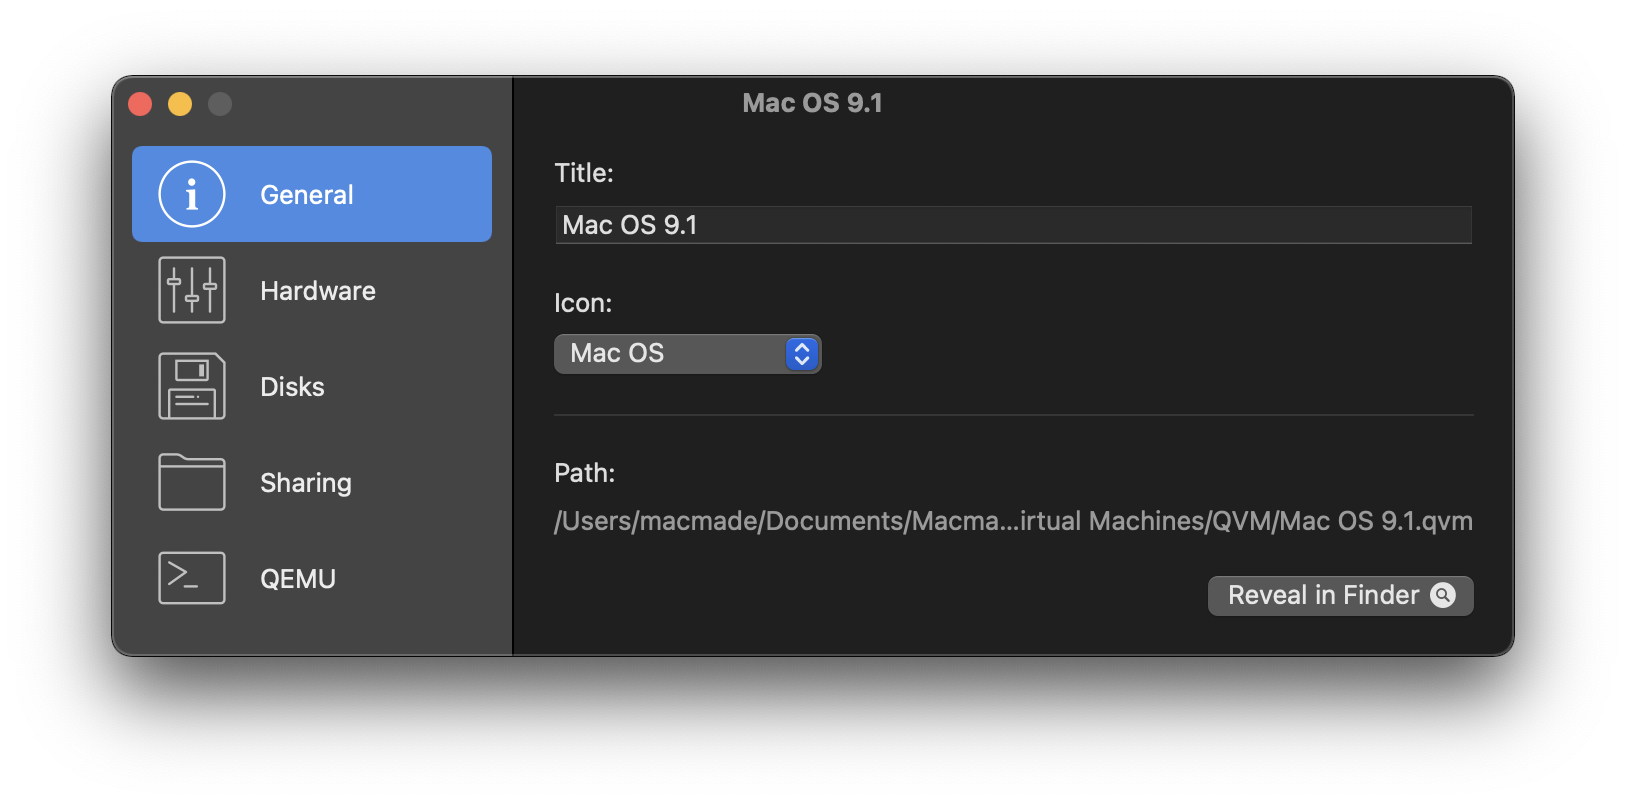 Mac OS 9.1
General
Hardware
Disks
Sharing
QEMU
Title:
Mac OS 9.1
Icon:
Mac OS
Path:
/Users/macmade/Documents/Macma...irtual Machines/QVM/Mac OS 9.1.qvm
Reveal in Finder